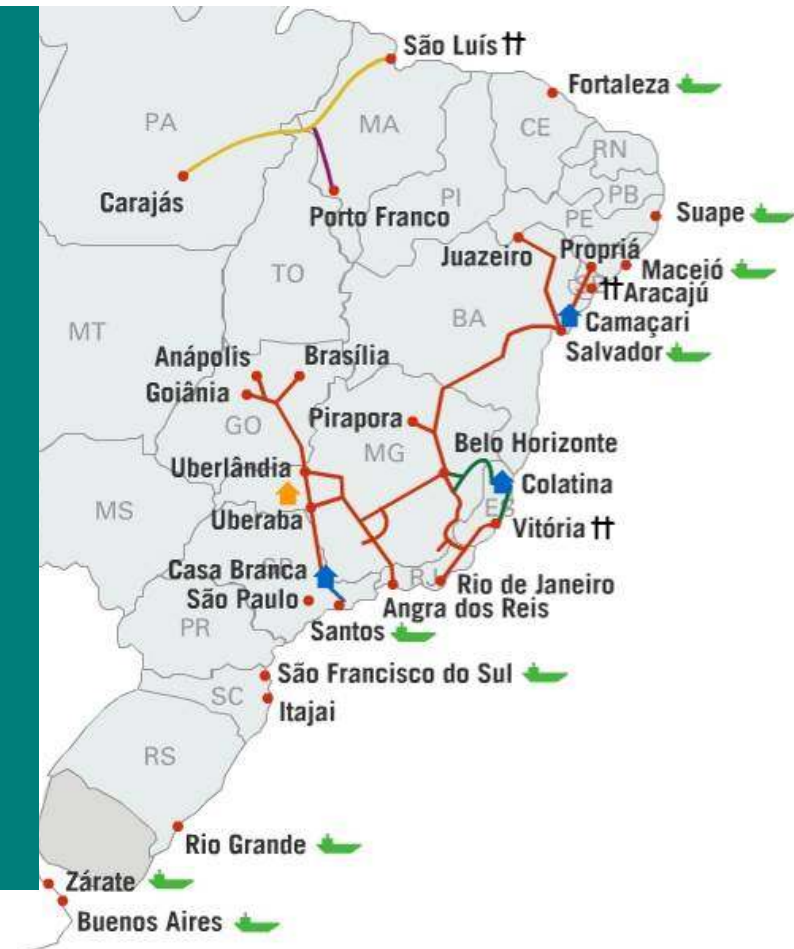 São Luís
Fortaleza
PA
MA
CE
RN
Carajás
Porto Franco
PI
PB
PE
Suape
Juazeiro
Propriá
Maceió
TO
SE
Aracajú
MT
BA
Camaçari
Salvador
Anápolis
Brasília
Goiânia
GO
Pirapora
MG
Belo Horizonte
Uberlândia
Colatina
MS
Uberaba
ES
Vitória
Casa Branca
SP
São Paulo
RJ
Rio de Janeiro
Angra dos Reis
PR
Santos
São Francisco do Sul
SC
Itajai
RS
Rio Grande
Zárate
Buenos Aires